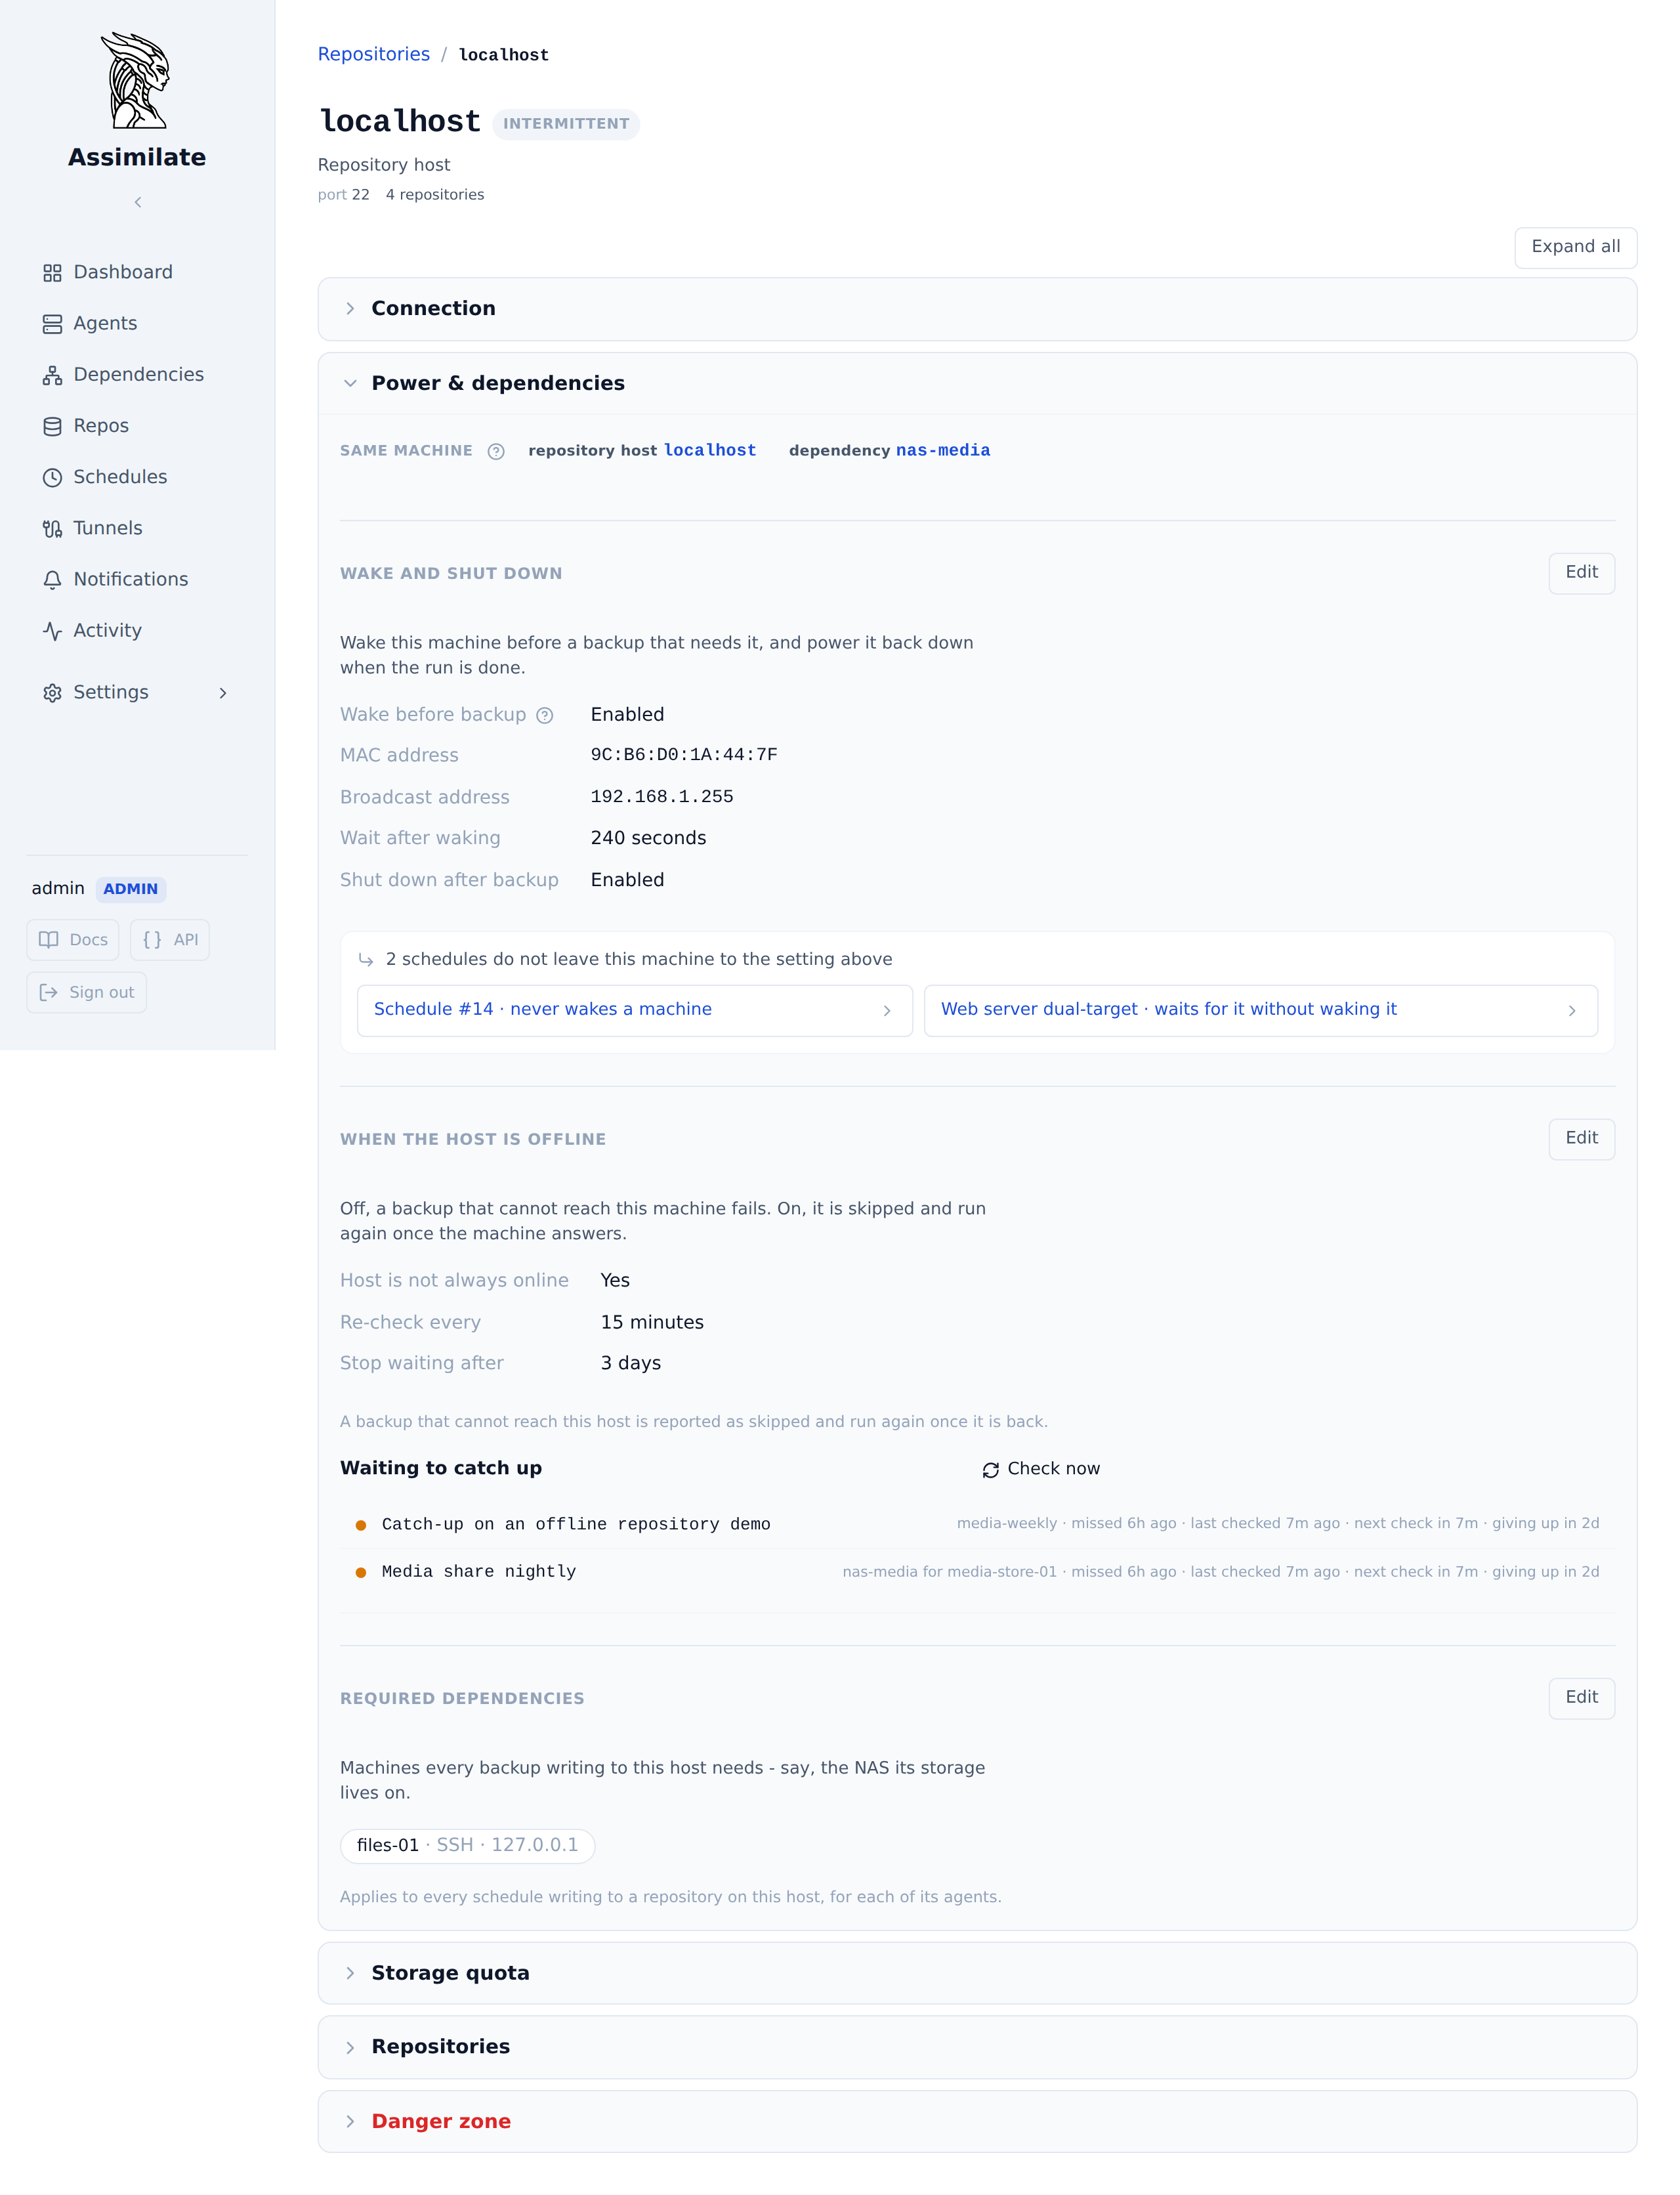 Assimilate
Dashboard
Agents
Dependencies
Repos
Schedules
Tunnels
Notifications
Activity
Settings
admin ADMIN
Docs
{} API
Sign out
Repositories / localhost
localhost INTERMITTENT
Repository host
port 22 4 repositories
Expand all
Connection
Power & dependencies
SAME MACHINE ? repository host localhost dependency nas-media
WAKE AND SHUT DOWN Edit
Wake this machine before a backup that needs it, and power it back down
when the run is done.
Wake before backup ? Enabled
MAC address 9C:B6:D0:1A:44:7F
Broadcast address 192.168.1.255
Wait after waking 240 seconds
Shut down after backup Enabled
2 schedules do not leave this machine to the setting above
Schedule #14 · never wakes a machine
Web server dual-target · waits for it without waking it
WHEN THE HOST IS OFFLINE Edit
Off, a backup that cannot reach this machine fails. On, it is skipped and run
again once the machine answers.
Host is not always online Yes
Re-check every 15 minutes
Stop waiting after 3 days
A backup that cannot reach this host is reported as skipped and run again once it is back.
Waiting to catch up Check now
Catch-up on an offline repository demo media-weekly · missed 6h ago · last checked 7m ago · next check in 7m · giving up in 2d
Media share nightly nas-media for media-store-01 · missed 6h ago · last checked 7m ago · next check in 7m · giving up in 2d
REQUIRED DEPENDENCIES Edit
Machines every backup writing to this host needs - say, the NAS its storage
lives on.
files-01 · SSH · 127.0.0.1
Applies to every schedule writing to a repository on this host, for each of its agents.
Storage quota
Repositories
Danger zone